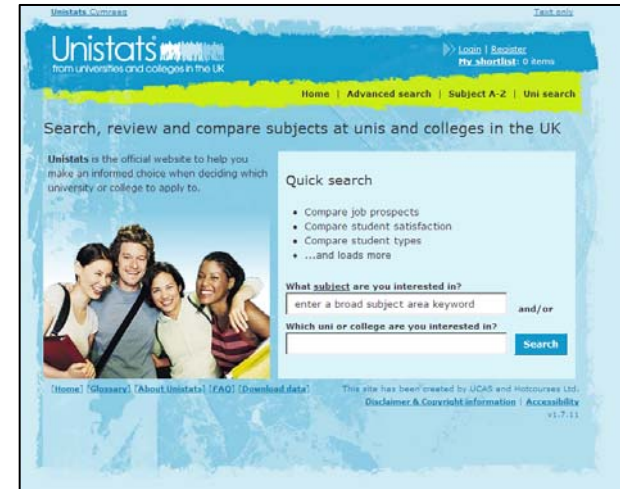 Unistats Cymraeg
Text only
Unistats
from universities and colleges in the UK
Login | Register
My shortlist: 0 items
Home | Advanced search | Subject A-Z | Uni search
Search, review and compare subjects at unis and colleges in the UK
Unistats is the official website to help you
make an informed choice when deciding which
university or college to apply to.
Quick search
• Compare job prospects
• Compare student satisfaction
• Compare student types
• ...and loads more
What subject are you interested in?
enter a broad subject area keyword
and/or
Which uni or college are you interested in?
Search
[Home] [Glossary] [About Unistats] [FAQ] [Download data]
This site has been created by UCAS and Hotcourses Ltd.
Disclaimer & Copyright information | Accessibility
v1.7.11